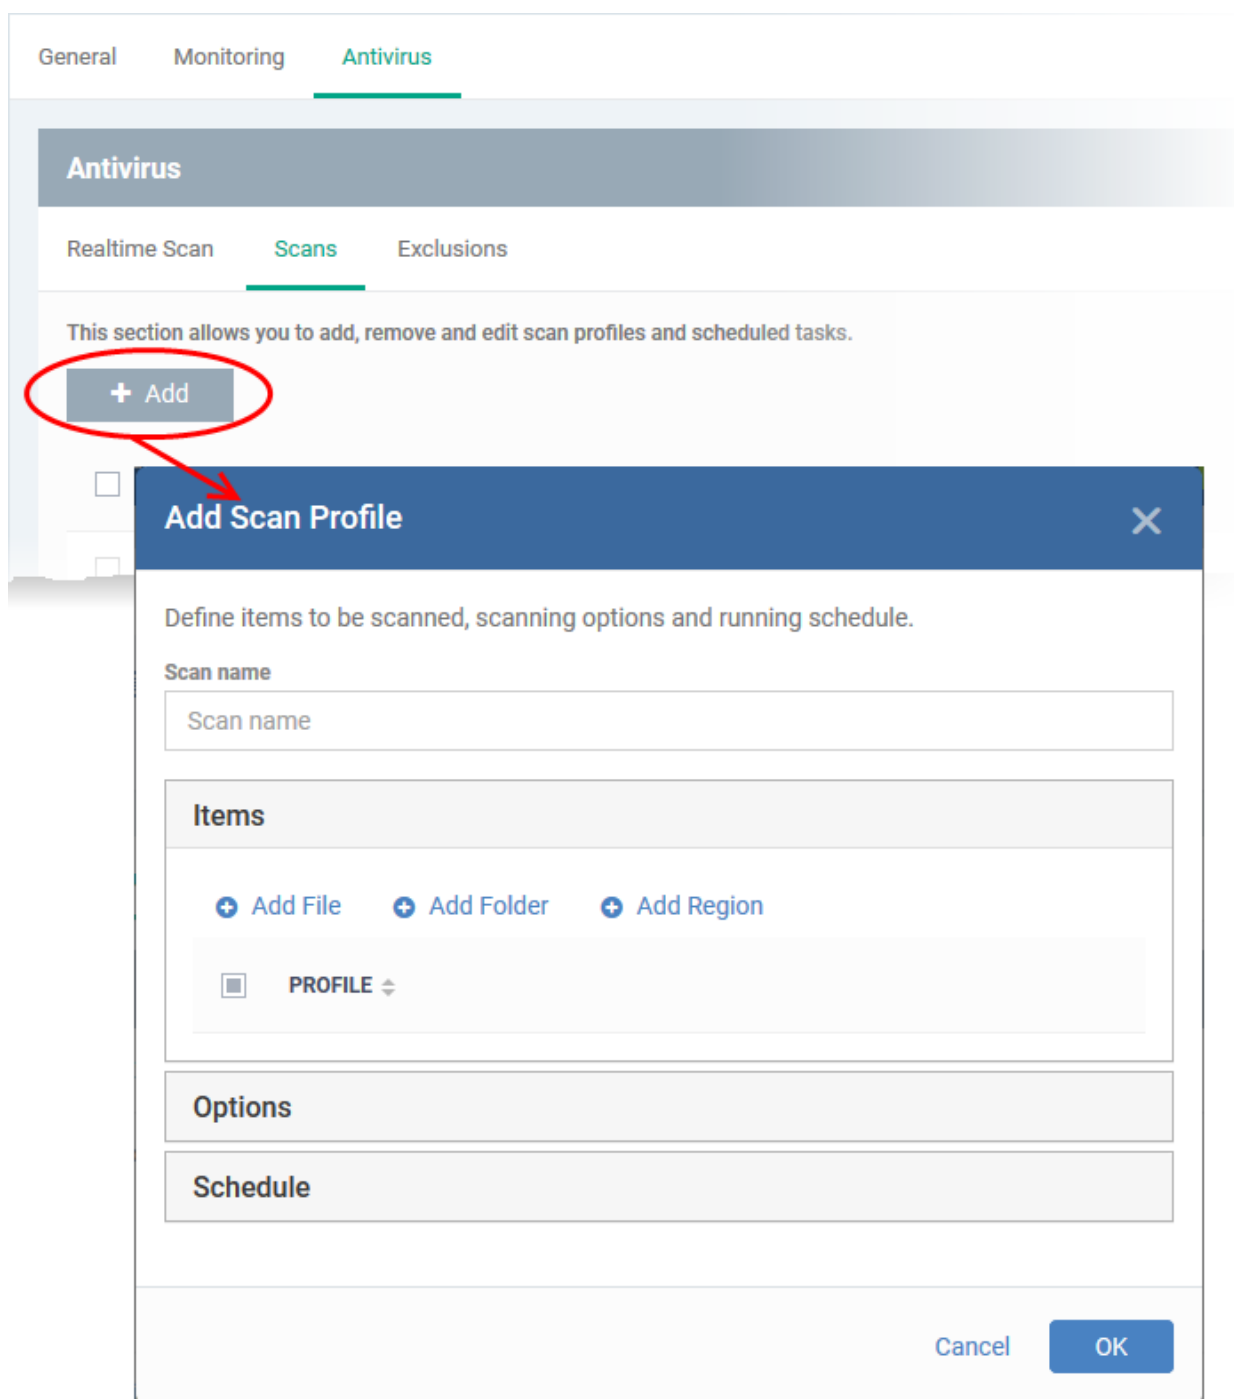 General Monitoring Antivirus
Antivirus
Realtime Scan Scans Exclusions
This section allows you to add, remove and edit scan profiles and scheduled tasks.
Add
Add Scan Profile
Define items to be scanned, scanning options and running schedule.
Scan name
Scan name
Items
Add File Add Folder Add Region
PROFILE
Options
Schedule
Cancel OK